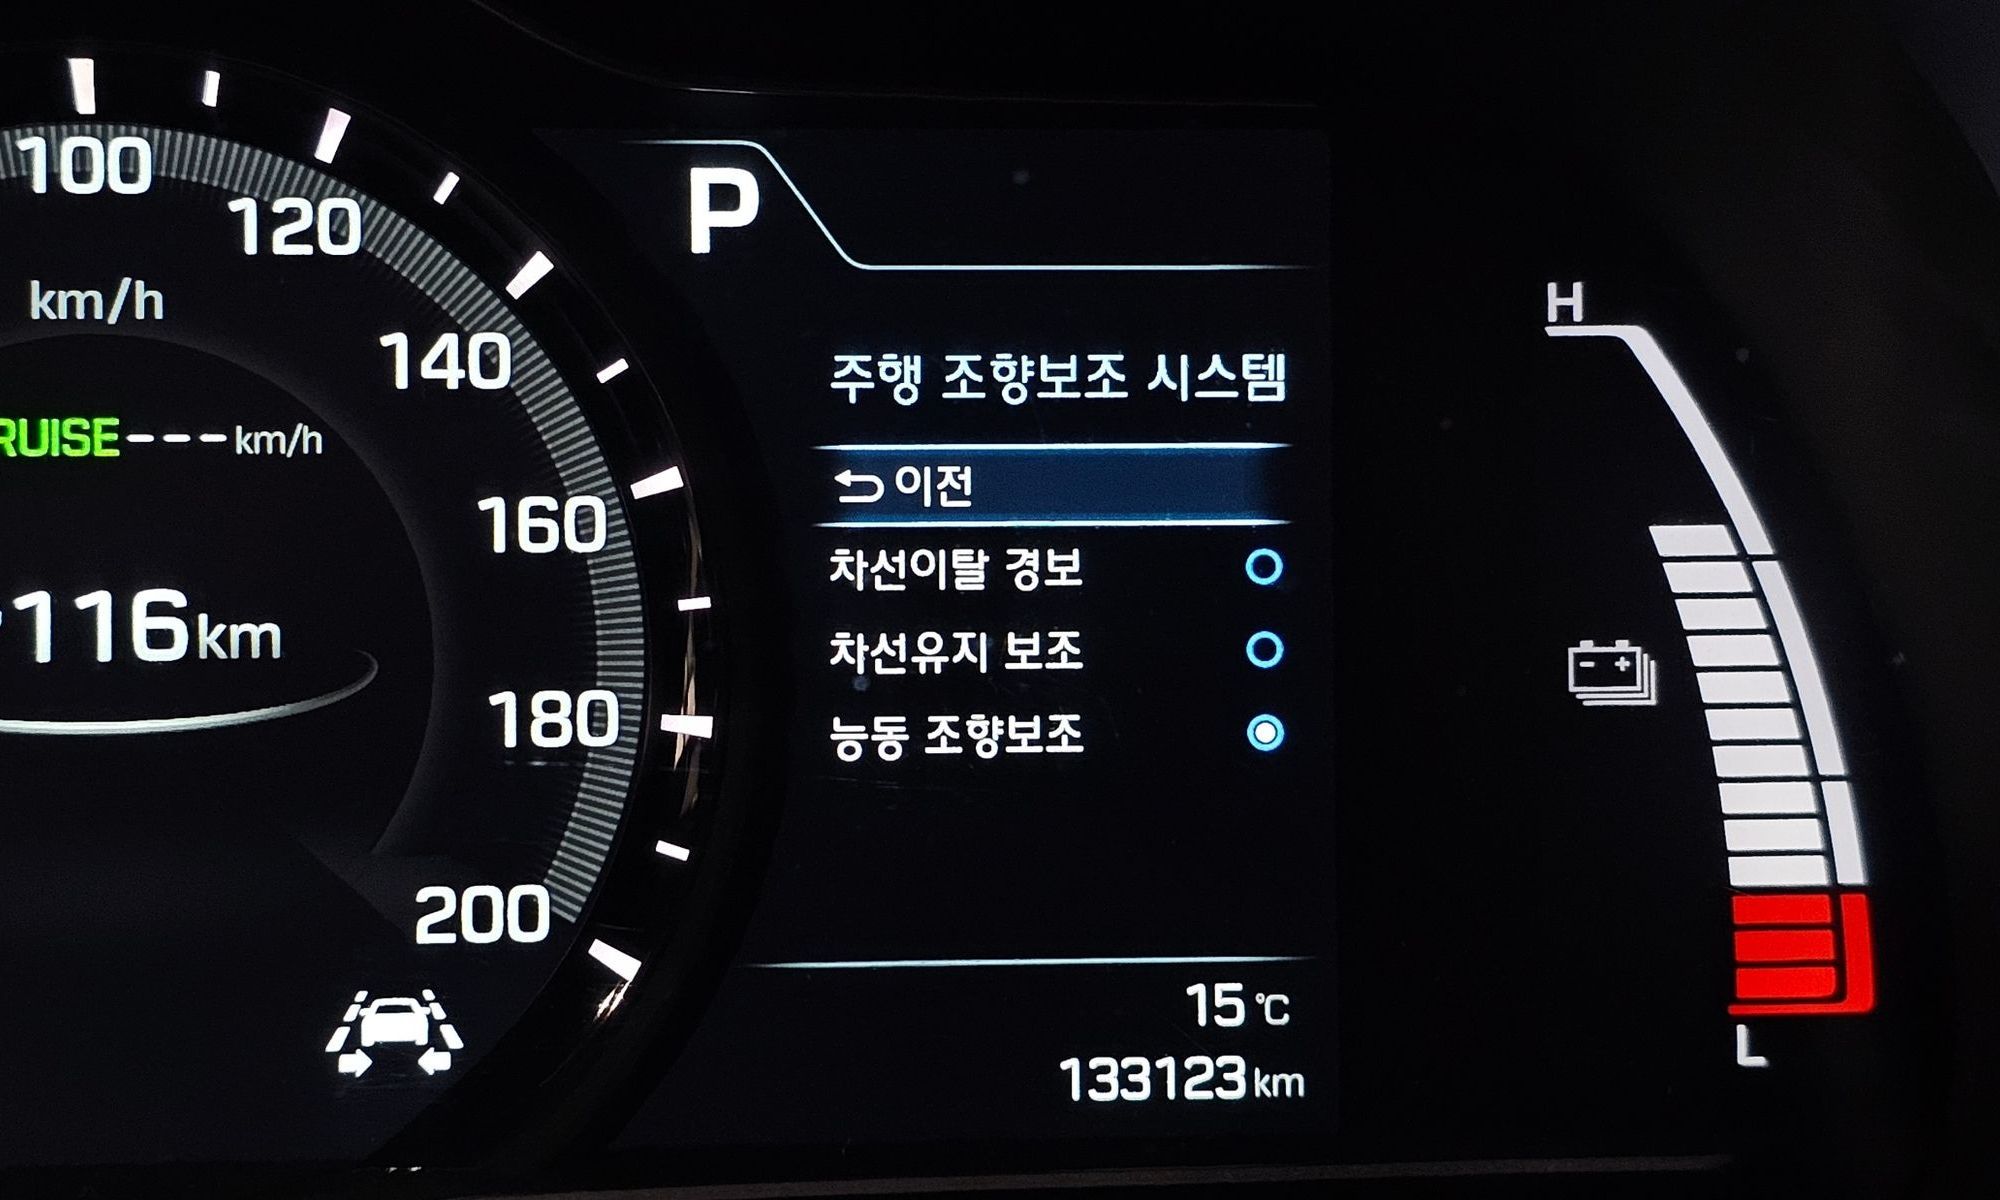 100
120
km/h
140
RUISE---km/h
160
116km
180
200
P
주행 조향보조 시스템
이전
차선이탈 경보
차선유지 보조
능동 조향보조
15℃
133123km
H
L